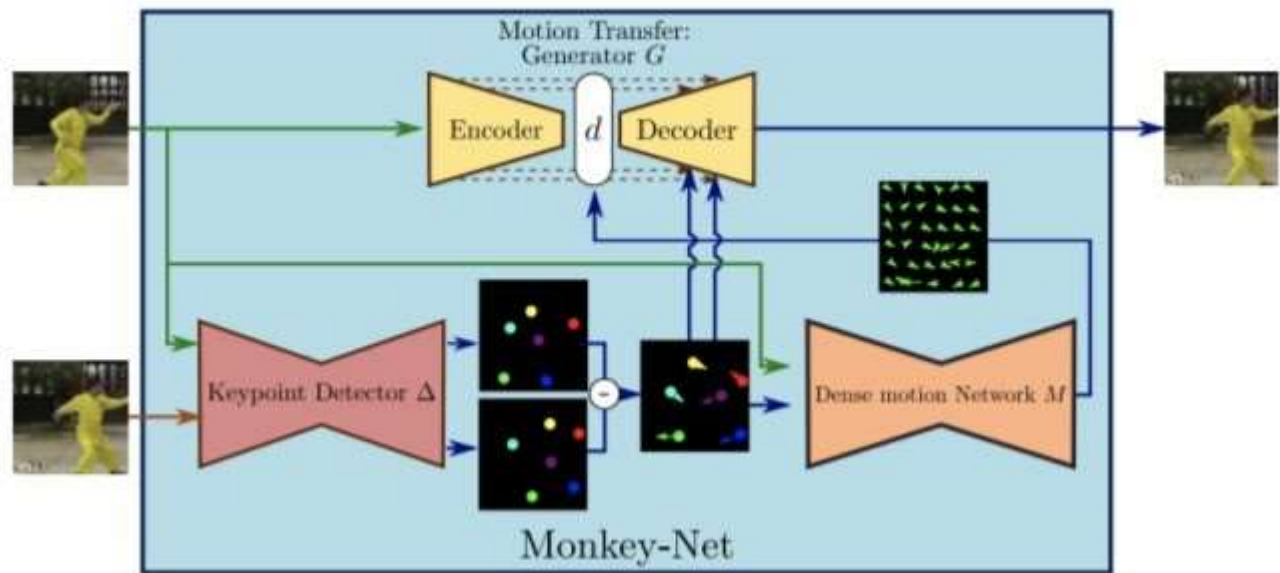 Motion Transfer:
Generator G
Encoder
d
Decoder
Keypoint Detector Δ
-
Dense motion Network M
Monkey-Net